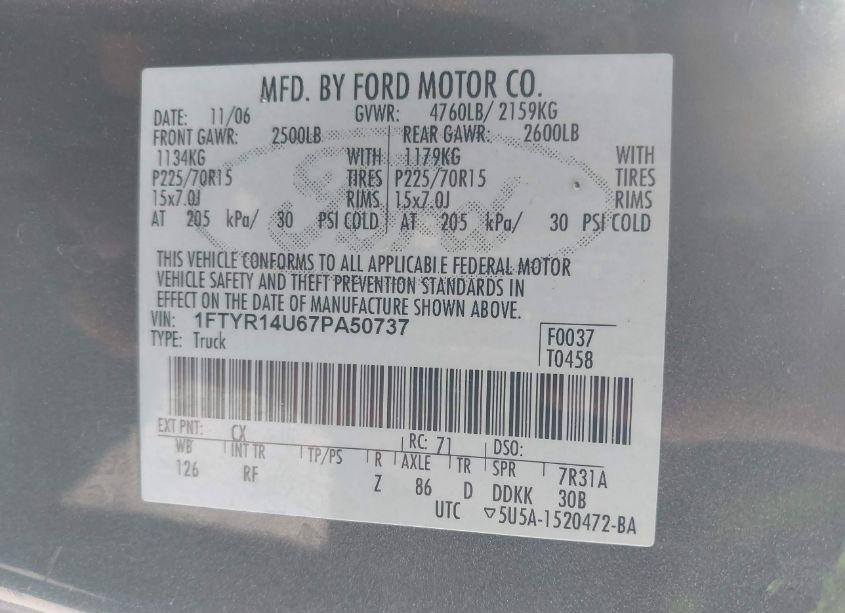 MFD. BY FORD MOTOR CO.
DATE: 11/06 GVWR: 4760LB/ 2159KG
FRONT GAWR: 2500LB REAR GAWR: 2600LB
1134KG WITH 1179KG WITH
P225/70R15 TIRES P225/70R15 TIRES
15x7.0J RIMS 15x7.0J RIMS
AT 205 kPa/ 30 PSI COLD AT 205 kPa/ 30 PSI COLD
THIS VEHICLE CONFORMS TO ALL APPLICABLE FEDERAL MOTOR
VEHICLE SAFETY AND THEFT PREVENTION STANDARDS IN
EFFECT ON THE DATE OF MANUFACTURE SHOWN ABOVE.
VIN: 1FTYR14U67PA50737
TYPE: Truck
F0037
T0458
EXT PNT: CX RC: 71 DSO:
WB INT TR TP/PS R AXLE TR SPR 7R31A
126 RF Z 86 D DDKK 30B
UTC ▽5U5A-1520472-BA